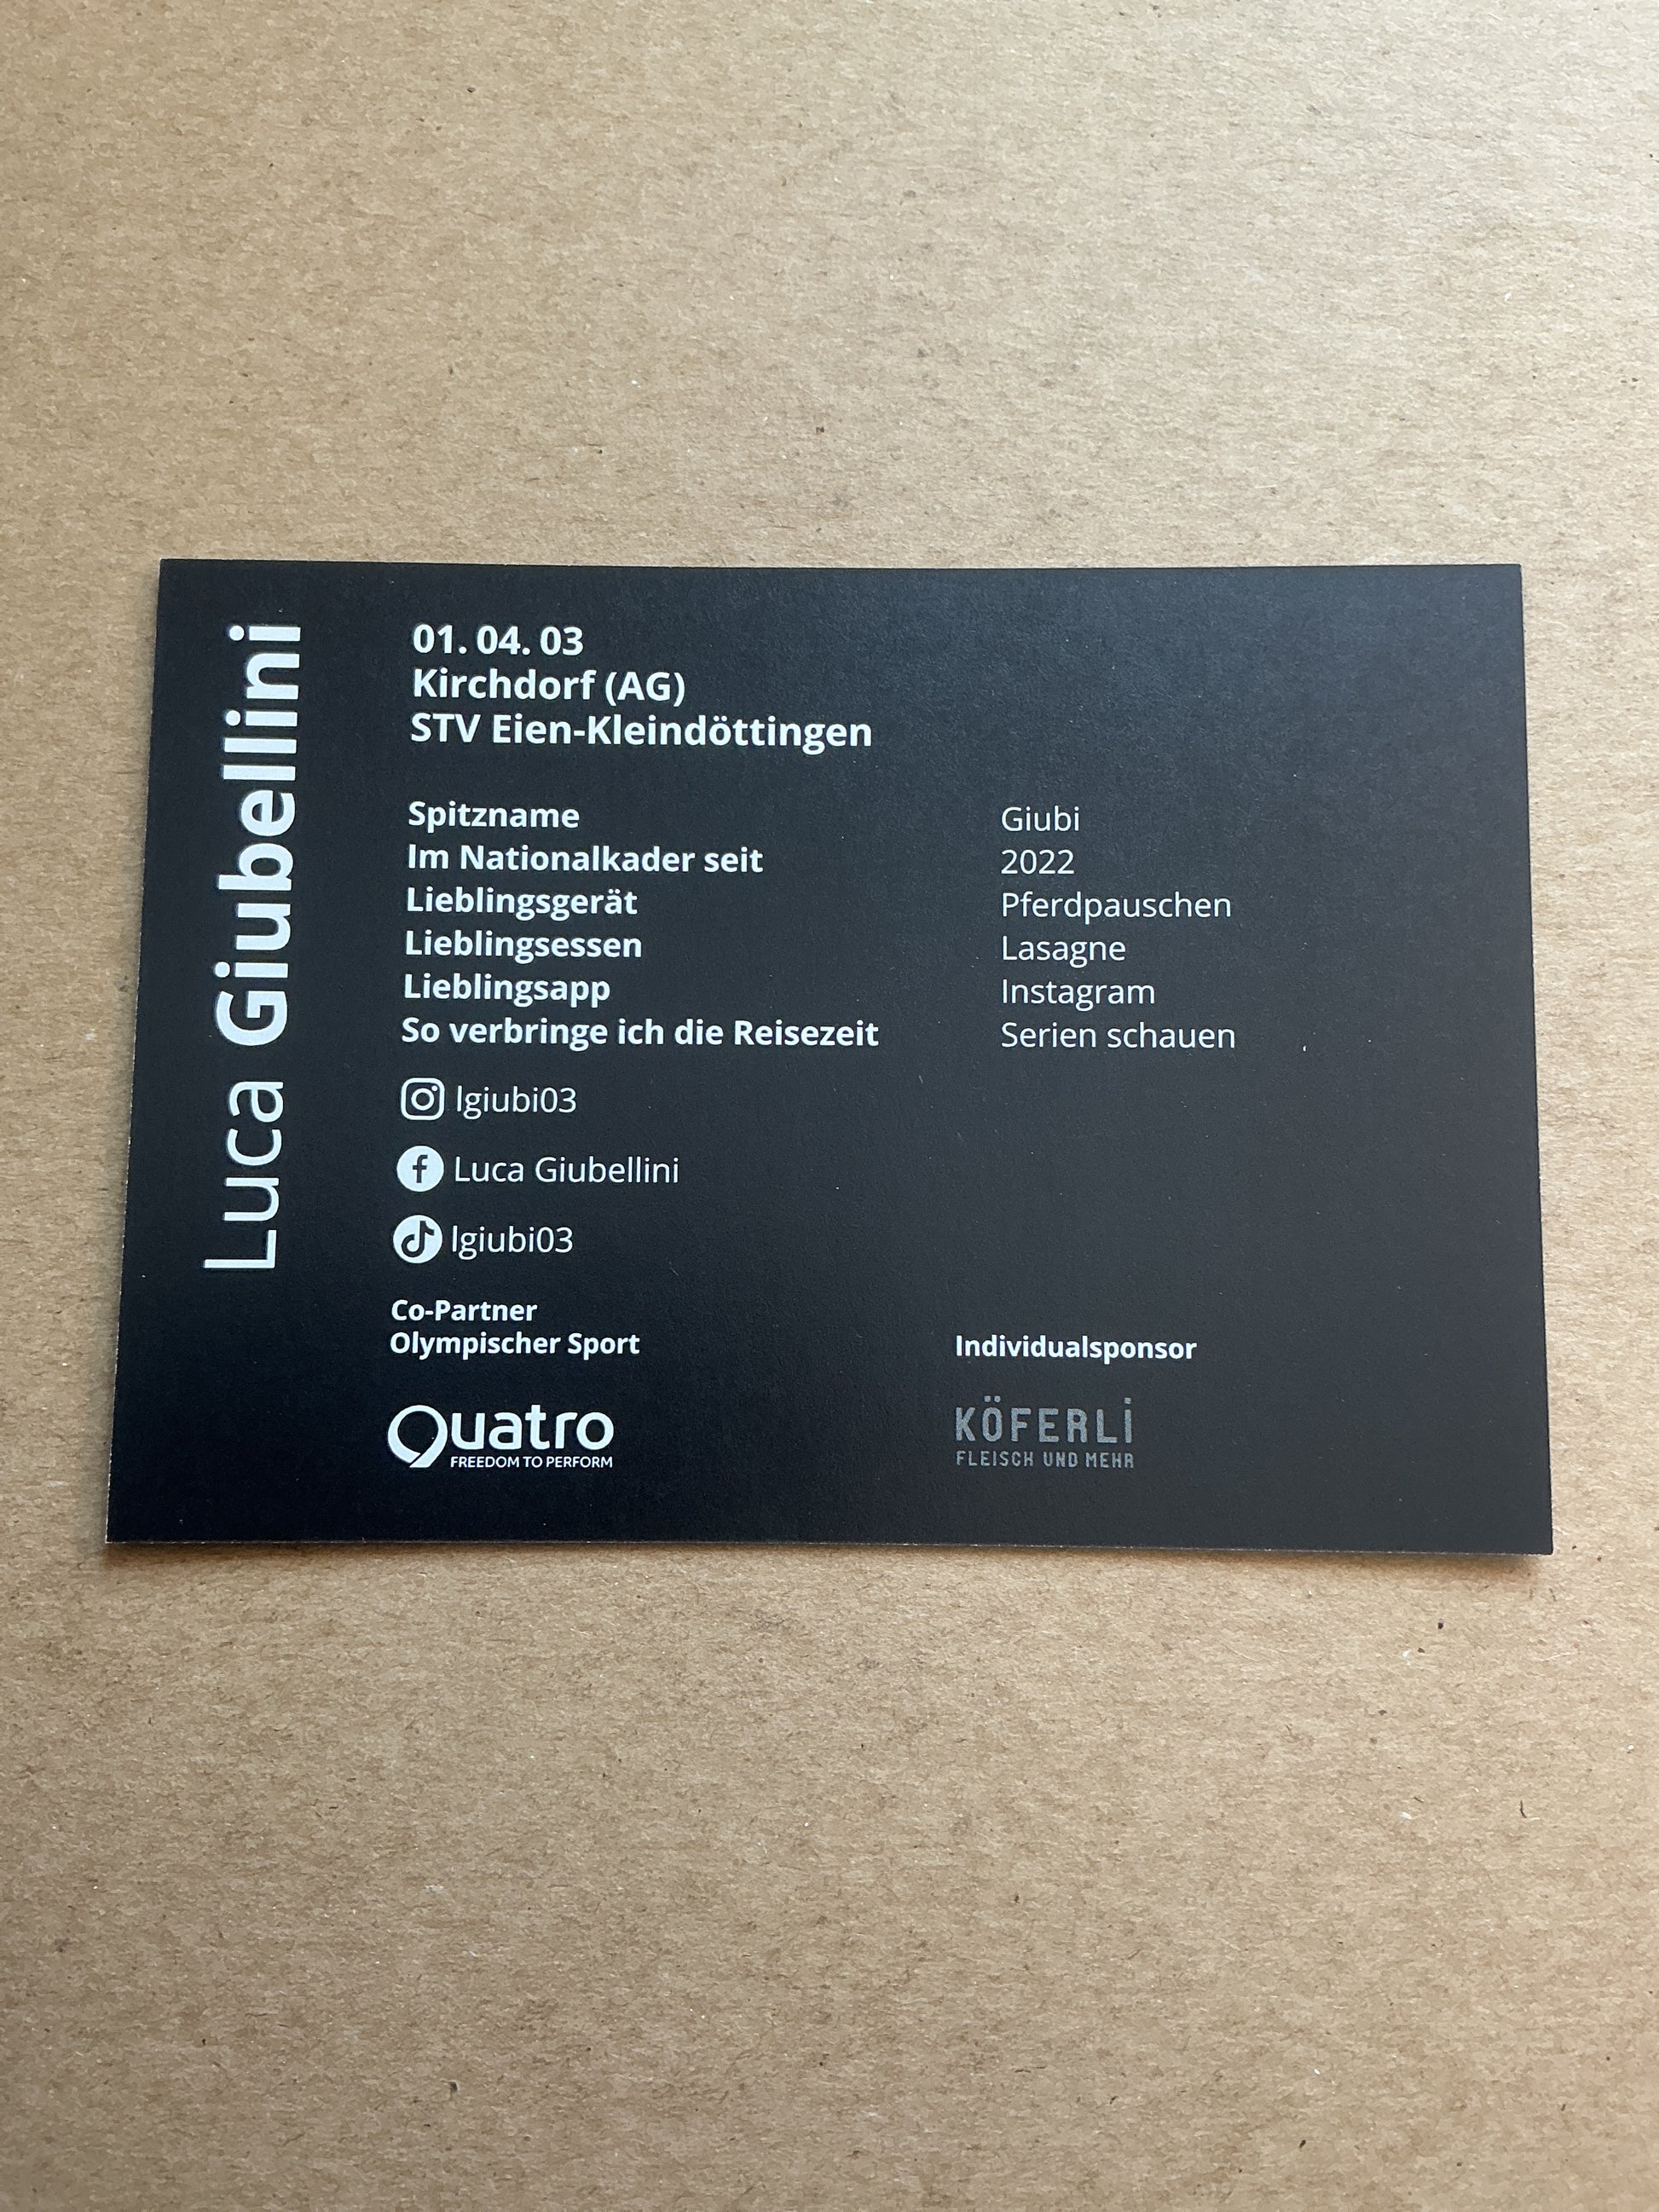 Luca Giubellini
01. 04. 03
Kirchdorf (AG)
STV Eien-Kleindöttingen
Spitzname Giubi
Im Nationalkader seit 2022
Lieblingsgerät Pferdpauschen
Lieblingsessen Lasagne
Lieblingsapp Instagram
So verbringe ich die Reisezeit Serien schauen
lgiubi03
Luca Giubellini
lgiubi03
Co-Partner
Olympischer Sport
Quatro
FREEDOM TO PERFORM
Individualsponsor
KÖFERLi
FLEISCH UND MEHR